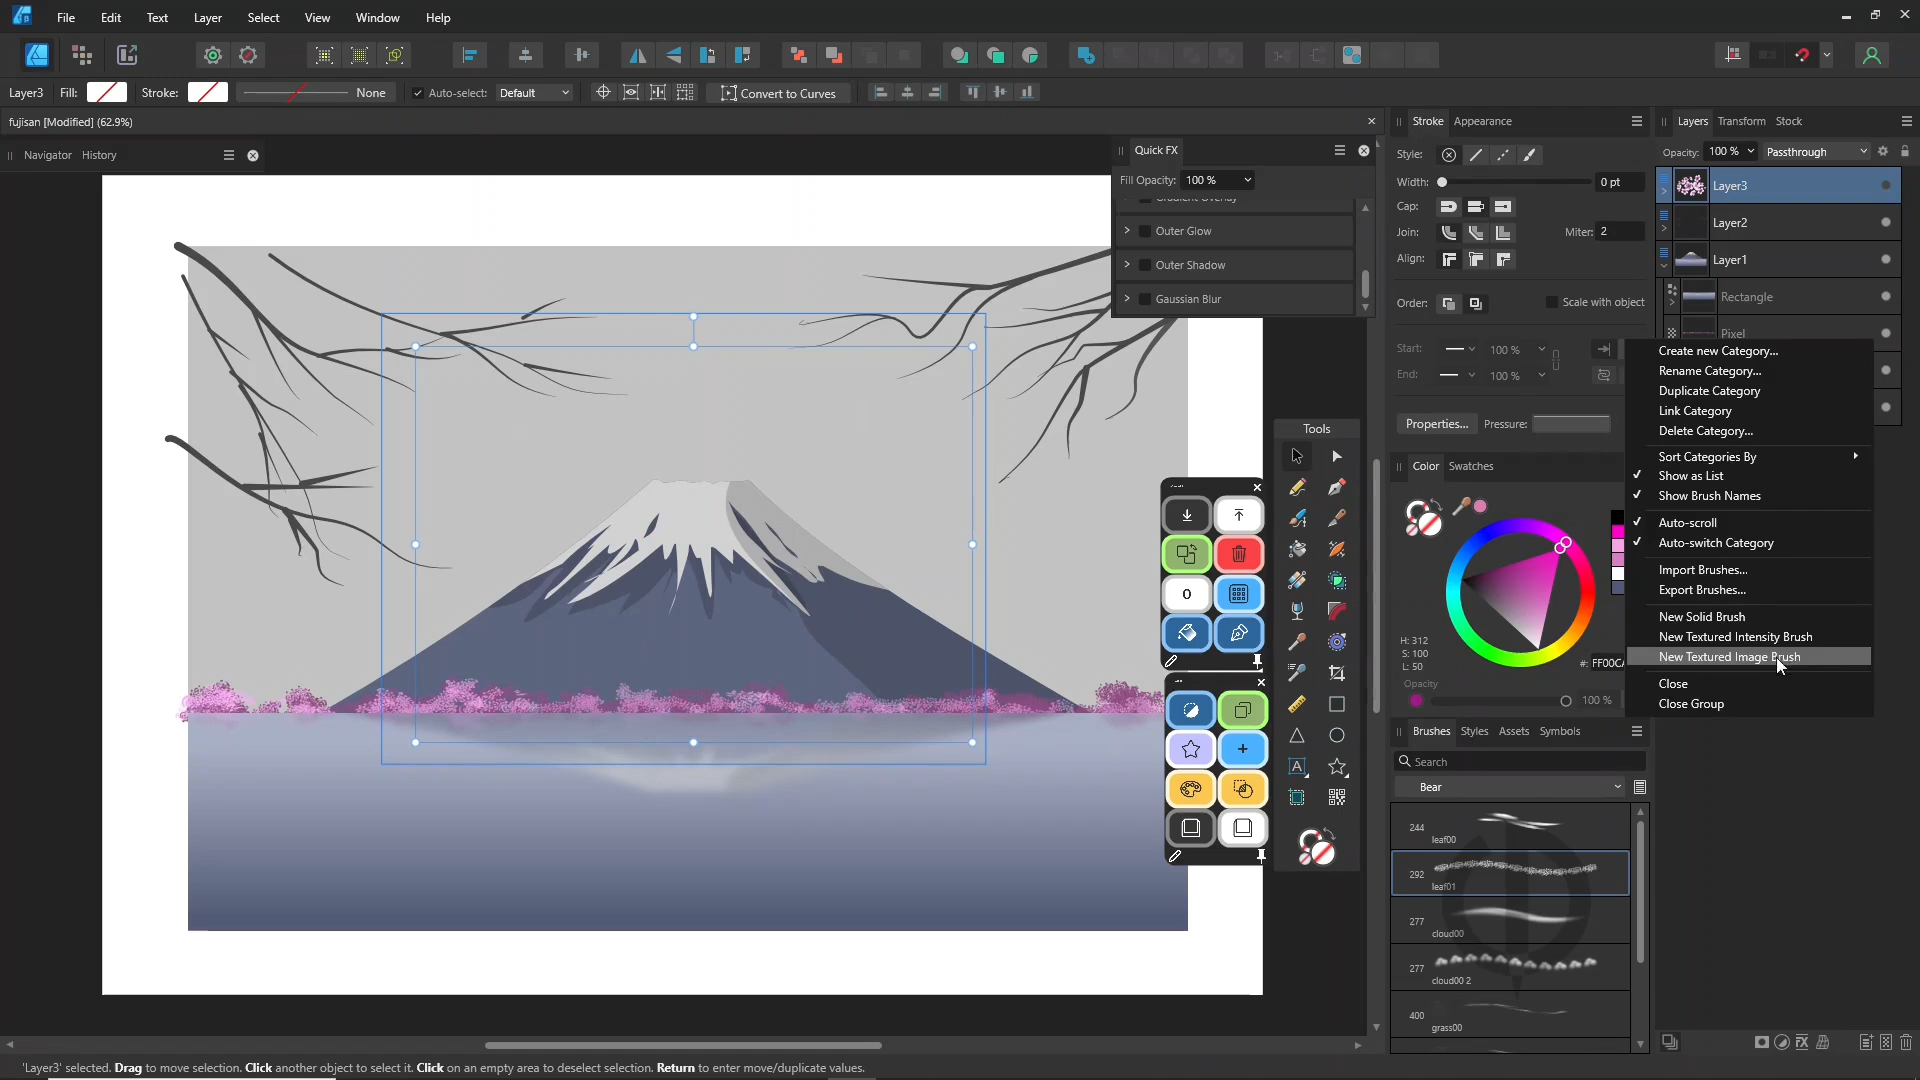 File Edit Text Layer Select View Window Help
Layer3 Fill: Stroke: None Auto-select: Default Convert to Curves
fujisan [Modified] (62.9%)
Navigator History
Quick FX
Fill Opacity: 100 %
Gradient Overlay
Outer Glow
Outer Shadow
Gaussian Blur
Tools
0
Stroke Appearance
Style:
Width: 0 pt
Cap:
Join: Miter: 2
Align:
Order: Scale with object
Start: 100 %
End: 100 %
Properties... Pressure:
Color Swatches
H: 312
S: 100
L: 50
#: FF00CA
Opacity
100 %
Brushes Styles Assets Symbols
Search
Bear
244
leaf00
292
leaf01
277
cloud00
277
cloud00 2
400
grass00
Layers Transform Stock
Opacity: 100 % Passthrough
Layer3
Layer2
Layer1
Rectangle
Pixel
Create new Category...
Rename Category...
Duplicate Category
Link Category
Delete Category...
Sort Categories By
Show as List
Show Brush Names
Auto-scroll
Auto-switch Category
Import Brushes...
Export Brushes...
New Solid Brush
New Textured Intensity Brush
New Textured Image Brush
Close
Close Group
'Layer3' selected. Drag to move selection. Click another object to select it. Click on an empty area to deselect selection. Return to enter move/duplicate values.